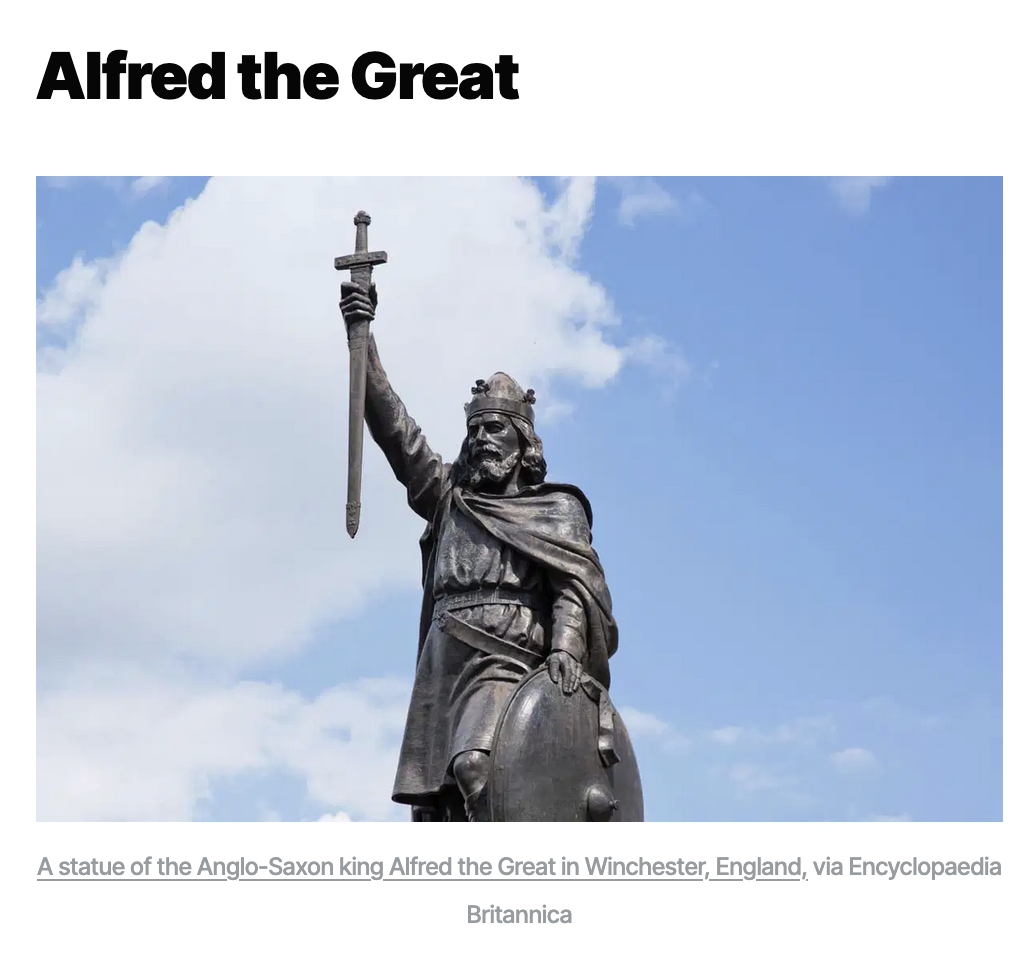 Alfred the Great
A statue of the Anglo-Saxon king Alfred the Great in Winchester, England, via Encyclopaedia
Britannica